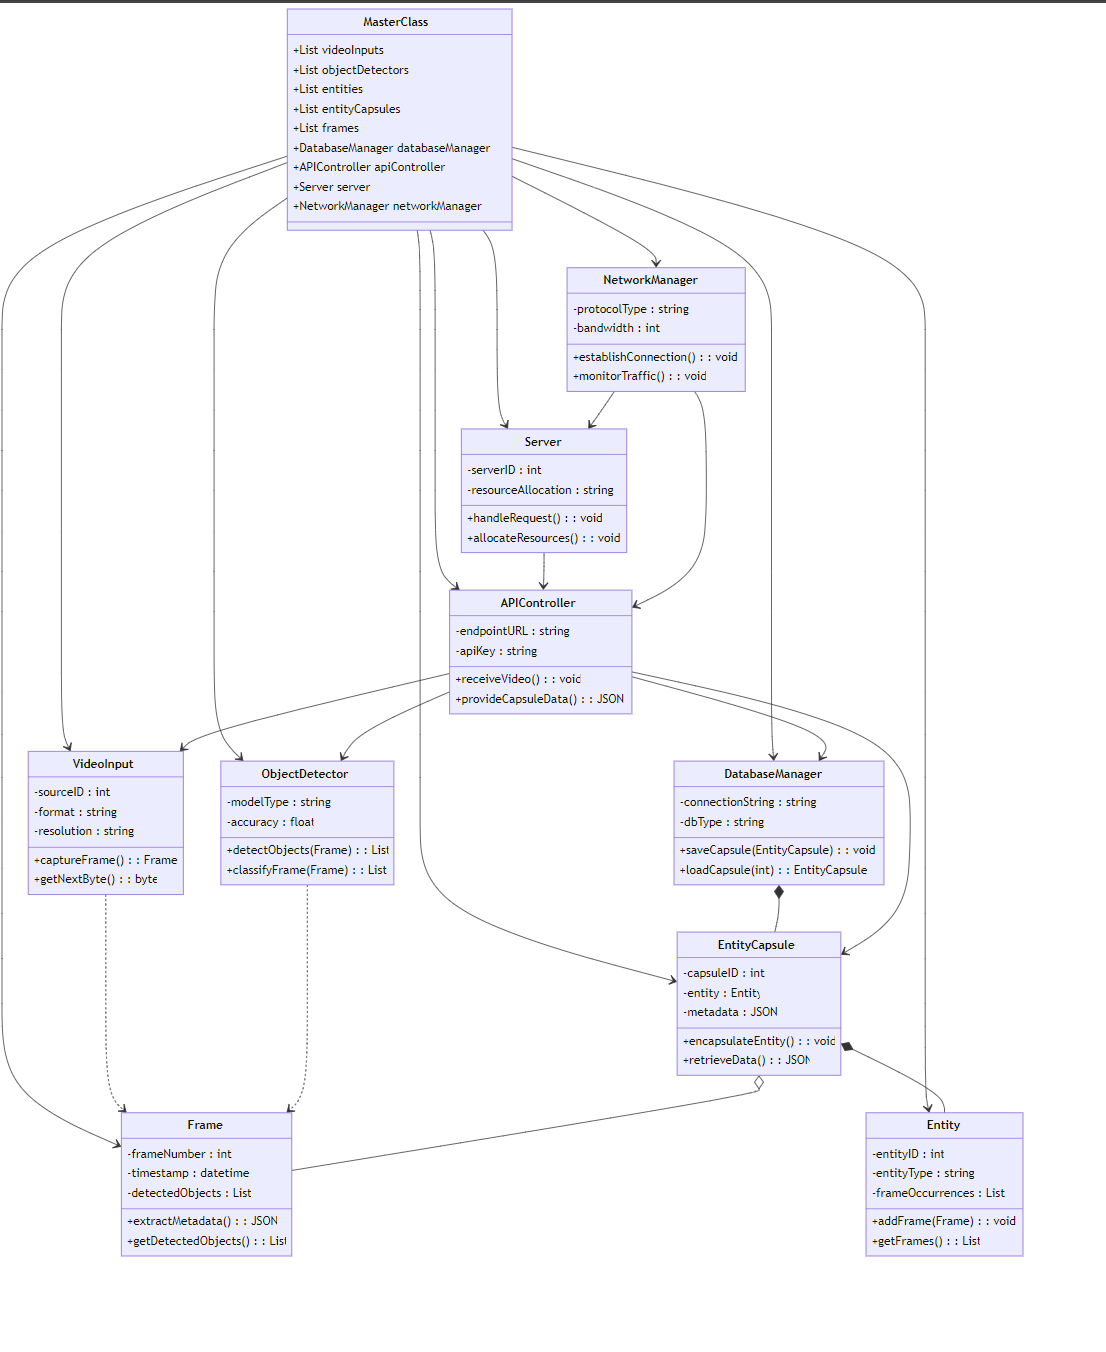 MasterClass
+List videoInputs
+List objectDetectors
+List entities
+List entityCapsules
+List frames
+DatabaseManager databaseManager
+APIController apiController
+Server server
+NetworkManager networkManager
NetworkManager
-protocolType : string
-bandwidth : int
+establishConnection() : : void
+monitorTraffic() : : void
Server
-serverID : int
-resourceAllocation : string
+handleRequest() : : void
+allocateResources() : : void
APIController
-endpointURL : string
-apiKey : string
+receiveVideo() : : void
+provideCapsuleData() : : JSON
VideoInput
-sourceID : int
-format : string
-resolution : string
+captureFrame() : : Frame
+getNextByte() : : byte
ObjectDetector
-modelType : string
-accuracy : float
+detectObjects(Frame) : : List
+classifyFrame(Frame) : : List
DatabaseManager
-connectionString : string
-dbType : string
+saveCapsule(EntityCapsule) : : void
+loadCapsule(int) : : EntityCapsule
EntityCapsule
-capsuleID : int
-entity : Entity
-metadata : JSON
+encapsulateEntity() : : void
+retrieveData() : : JSON
Frame
-frameNumber : int
-timestamp : datetime
-detectedObjects : List
+extractMetadata() : : JSON
+getDetectedObjects() : : List
Entity
-entityID : int
-entityType : string
-frameOccurrences : List
+addFrame(Frame) : : void
+getFrames() : : List